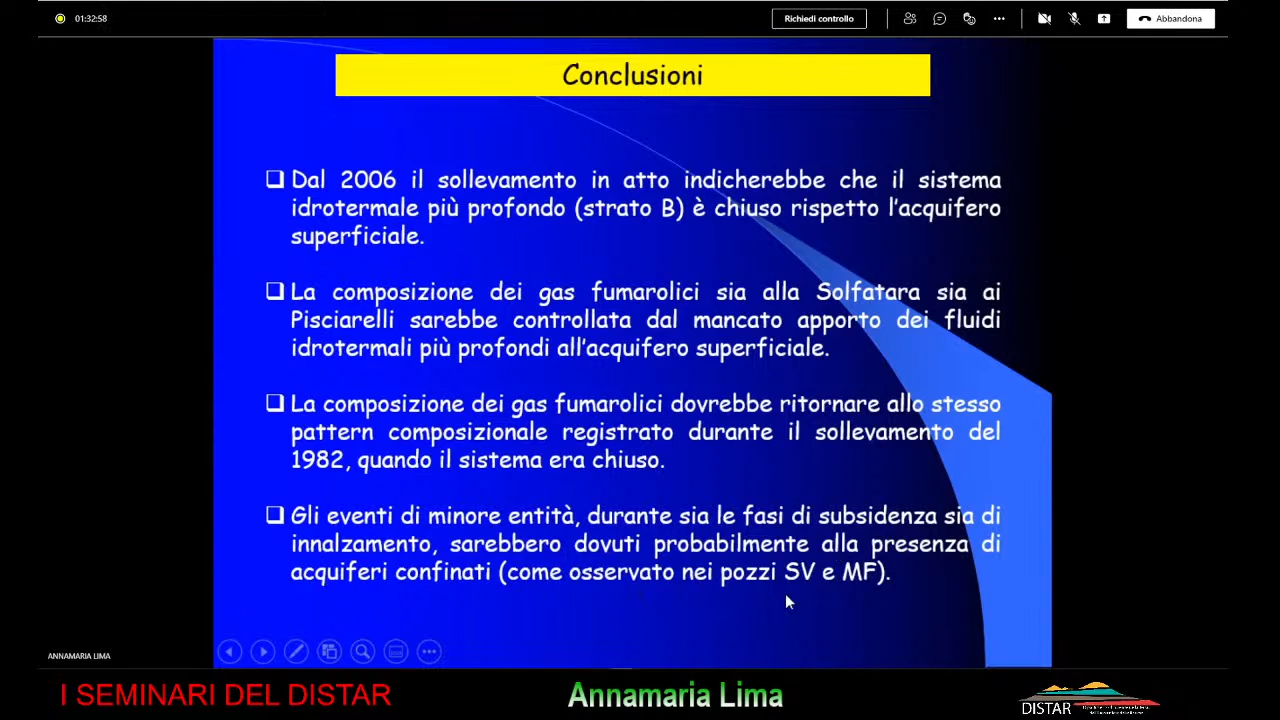 01:32:58
Richiedi controllo
Abbandona
Conclusioni
❑ Dal 2006 il sollevamento in atto indicherebbe che il sistema
idrotermale più profondo (strato B) è chiuso rispetto l'acquifero
superficiale.
❑ La composizione dei gas fumarolici sia alla Solfatara sia ai
Pisciarelli sarebbe controllata dal mancato apporto dei fluidi
idrotermali più profondi all'acquifero superficiale.
❑ La composizione dei gas fumarolici dovrebbe ritornare allo stesso
pattern composizionale registrato durante il sollevamento del
1982, quando il sistema era chiuso.
❑ Gli eventi di minore entità, durante sia le fasi di subsidenza sia di
innalzamento, sarebbero dovuti probabilmente alla presenza di
acquiferi confinati (come osservato nei pozzi SV e MF).
ANNAMARIA LIMA
I SEMINARI DEL DISTAR
Annamaria Lima
DISTAR